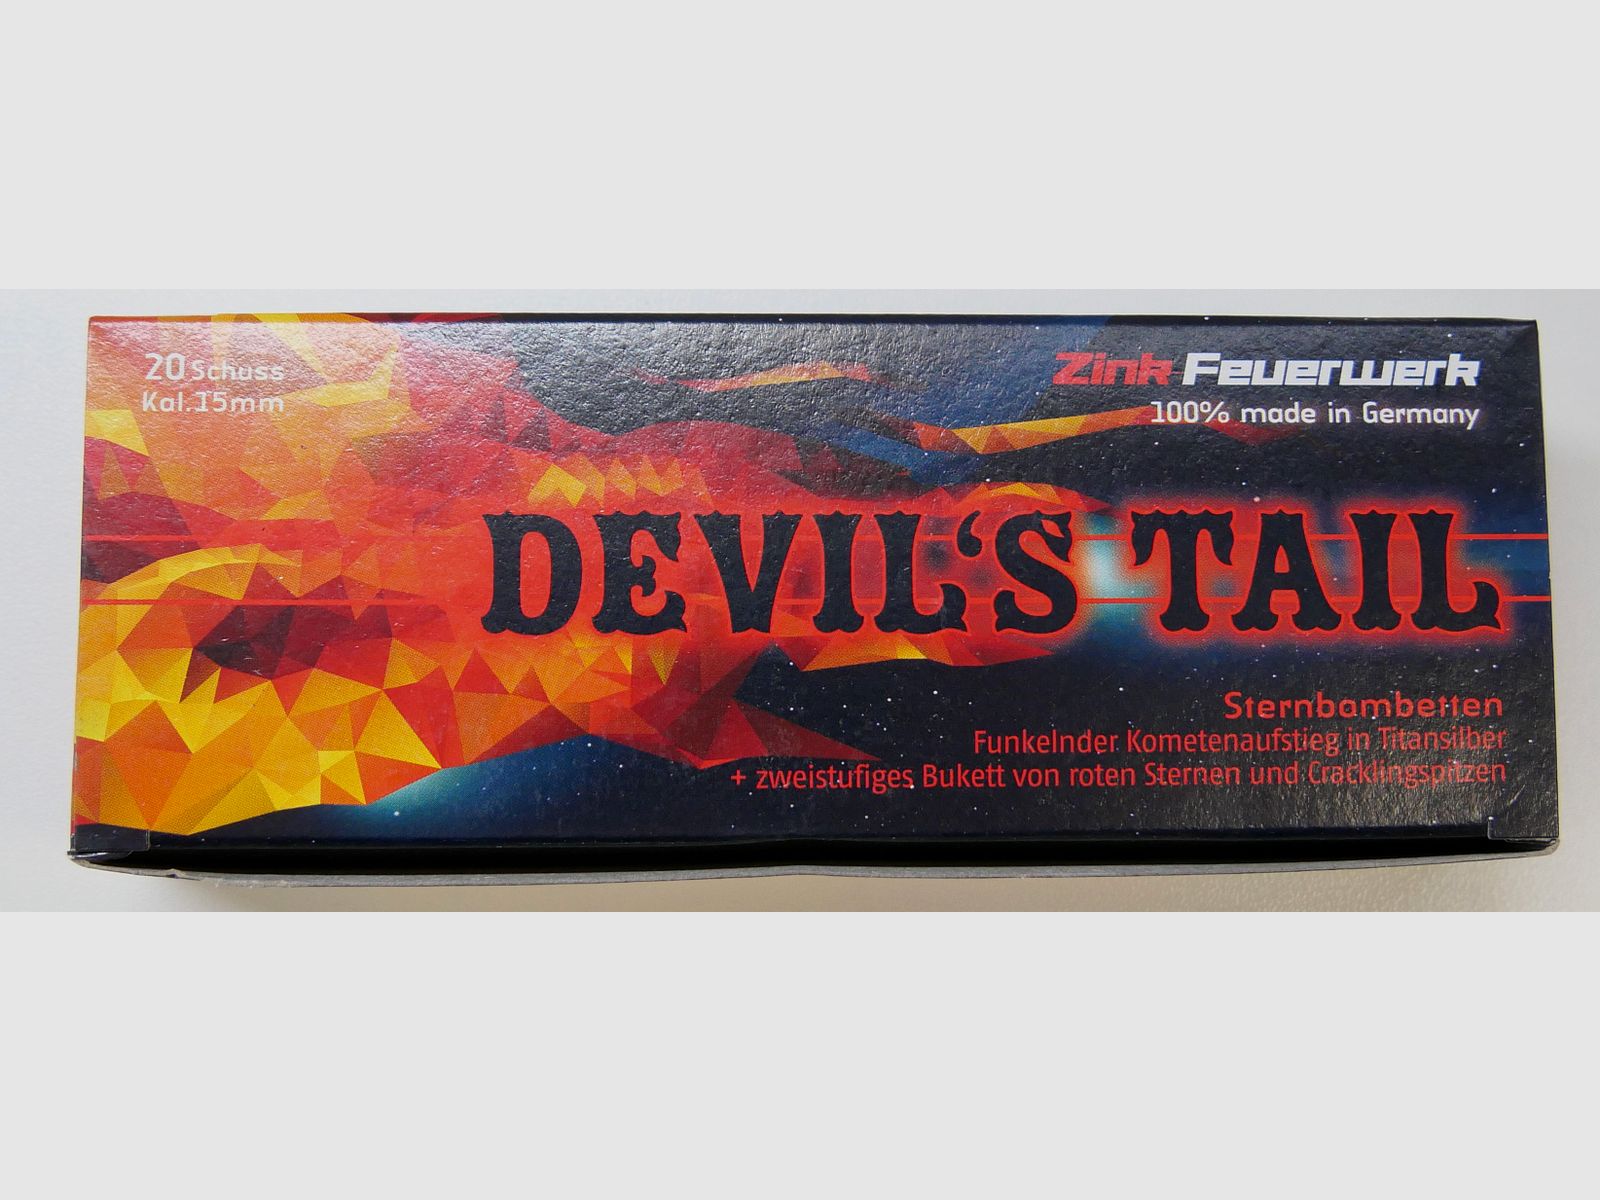 20 Schuss
Kal.15mm
Zink Feuerwerk
100% made in Germany
DEVIL‘S TAIL
Sternbambetten
Funkelnder Kometenaufstieg in Titansilber
+ zweistufiges Bukett von roten Sternen und Cracklingspitzen